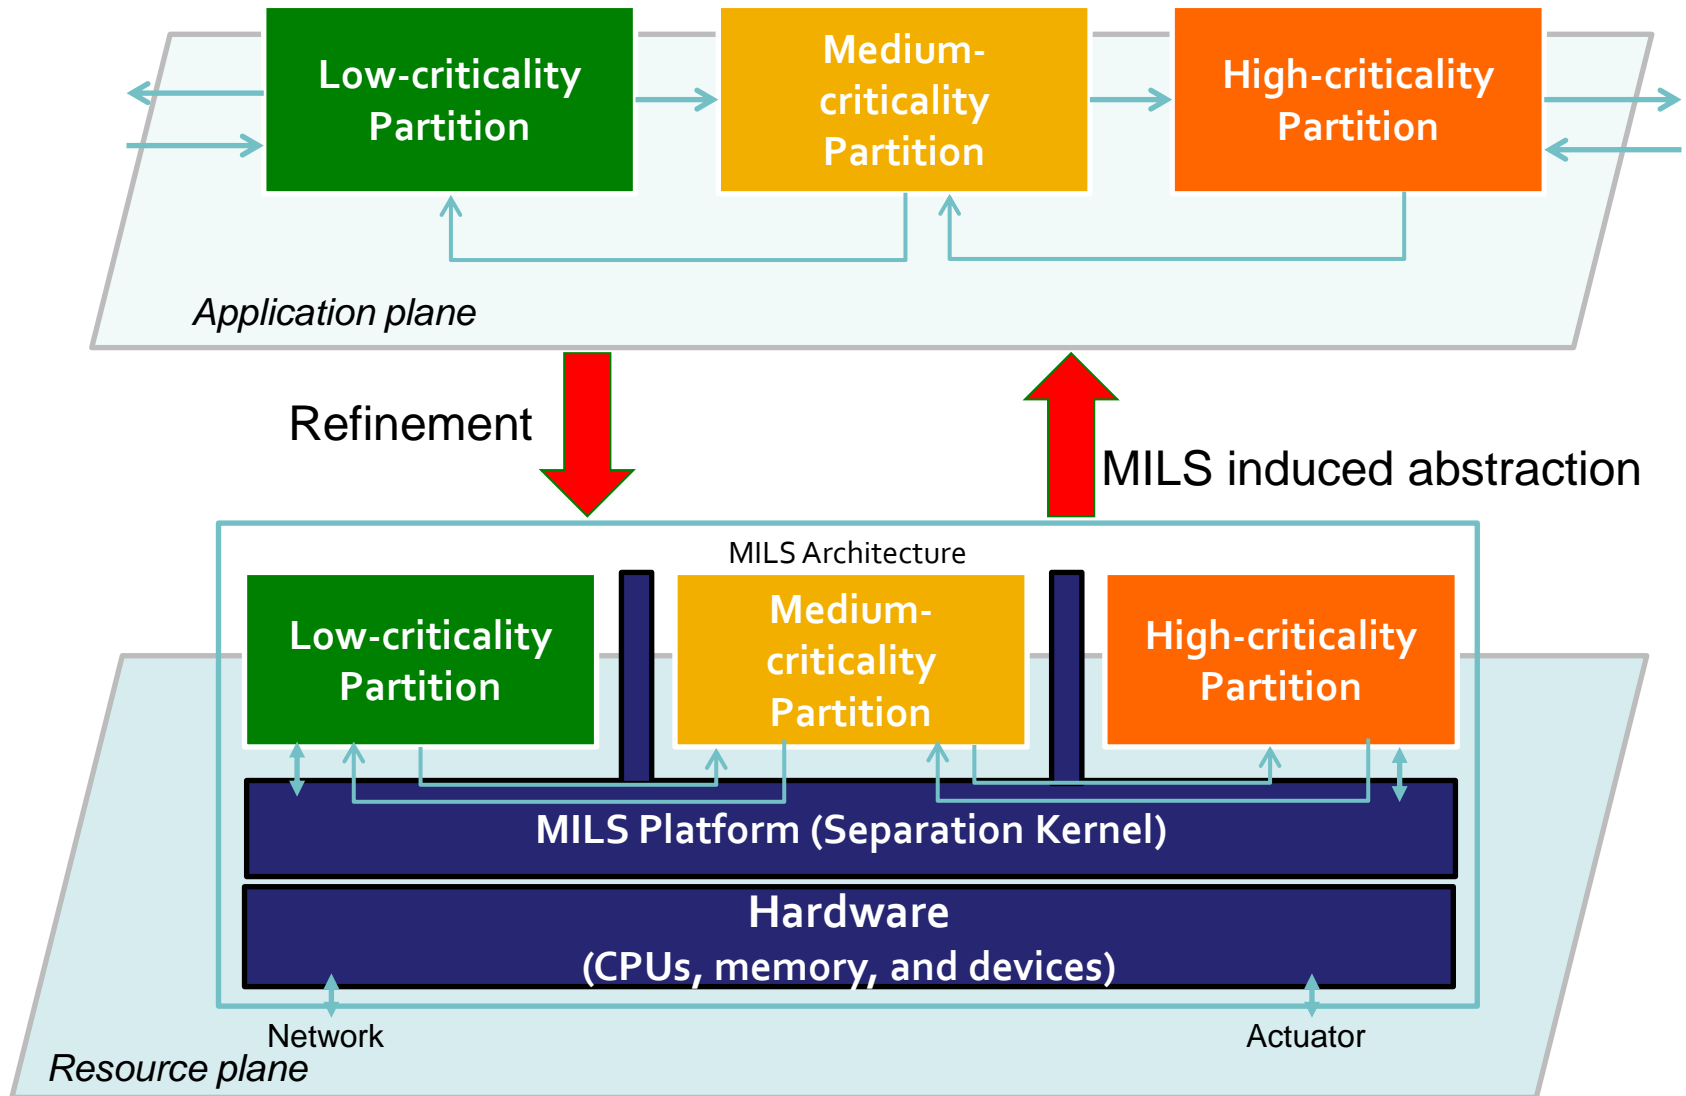 Low-criticality
Partition
Medium-
criticality
Partition
High-criticality
Partition
Application plane
Refinement
MILS induced abstraction
MILS Architecture
Low-criticality
Partition
Medium-
criticality
Partition
High-criticality
Partition
MILS Platform (Separation Kernel)
Hardware
(CPUs, memory, and devices)
Network
Actuator
Resource plane